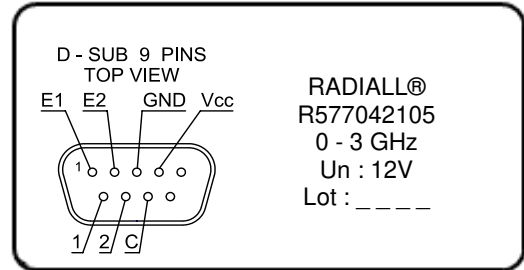 D - SUB 9 PINS
TOP VIEW
E1 E2 GND Vcc
1
1 2 C
RADIALL®
R577042105
0 - 3 GHz
Un : 12V
Lot : _ _ _ _